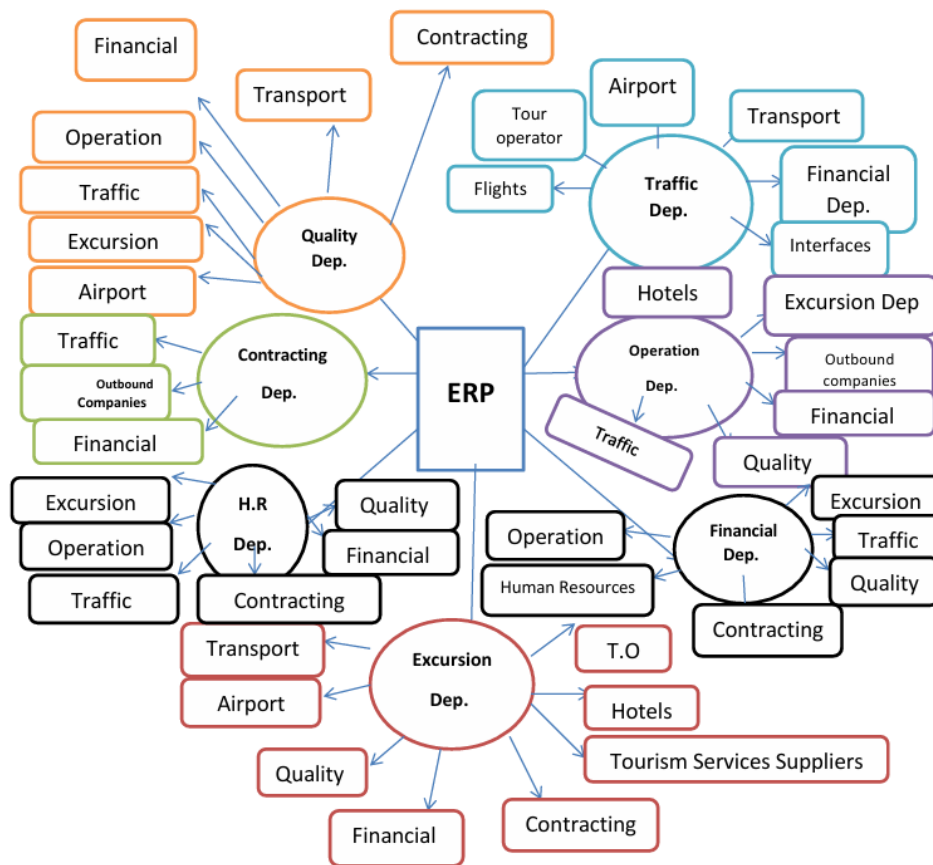 Financial
Contracting
Transport
Airport
Tour
operator
Transport
Operation
Traffic
Excursion
Airport
Quality
Dep.
Flights
Traffic
Dep.
Financial
Dep.
Interfaces
Hotels
Excursion Dep
Traffic
Outbound
Companies
Financial
Contracting
Dep.
ERP
Operation
Dep.
Outbound
companies
Financial
Traffic
Quality
Excursion
Operation
Traffic
H.R
Dep.
Quality
Financial
Contracting
Operation
Human Resources
Financial
Dep.
Excursion
Traffic
Quality
Contracting
Transport
Airport
Excursion
Dep.
T.O
Hotels
Tourism Services Suppliers
Quality
Financial
Contracting